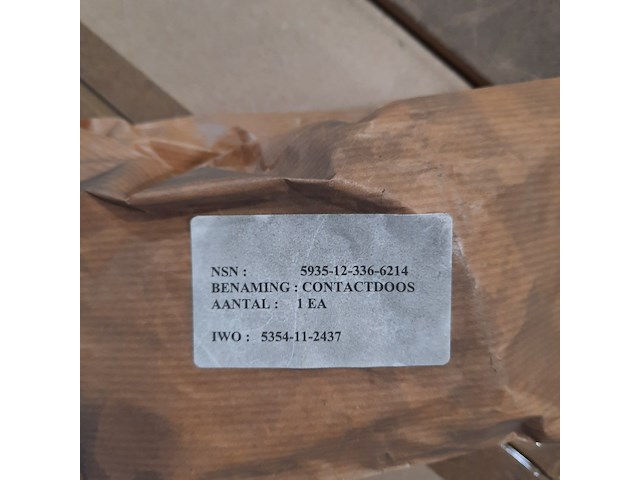 NSN : 5935-12-336-6214
BENAMING : CONTACTDOOS
AANTAL : 1 EA
IWO : 5354-11-2437